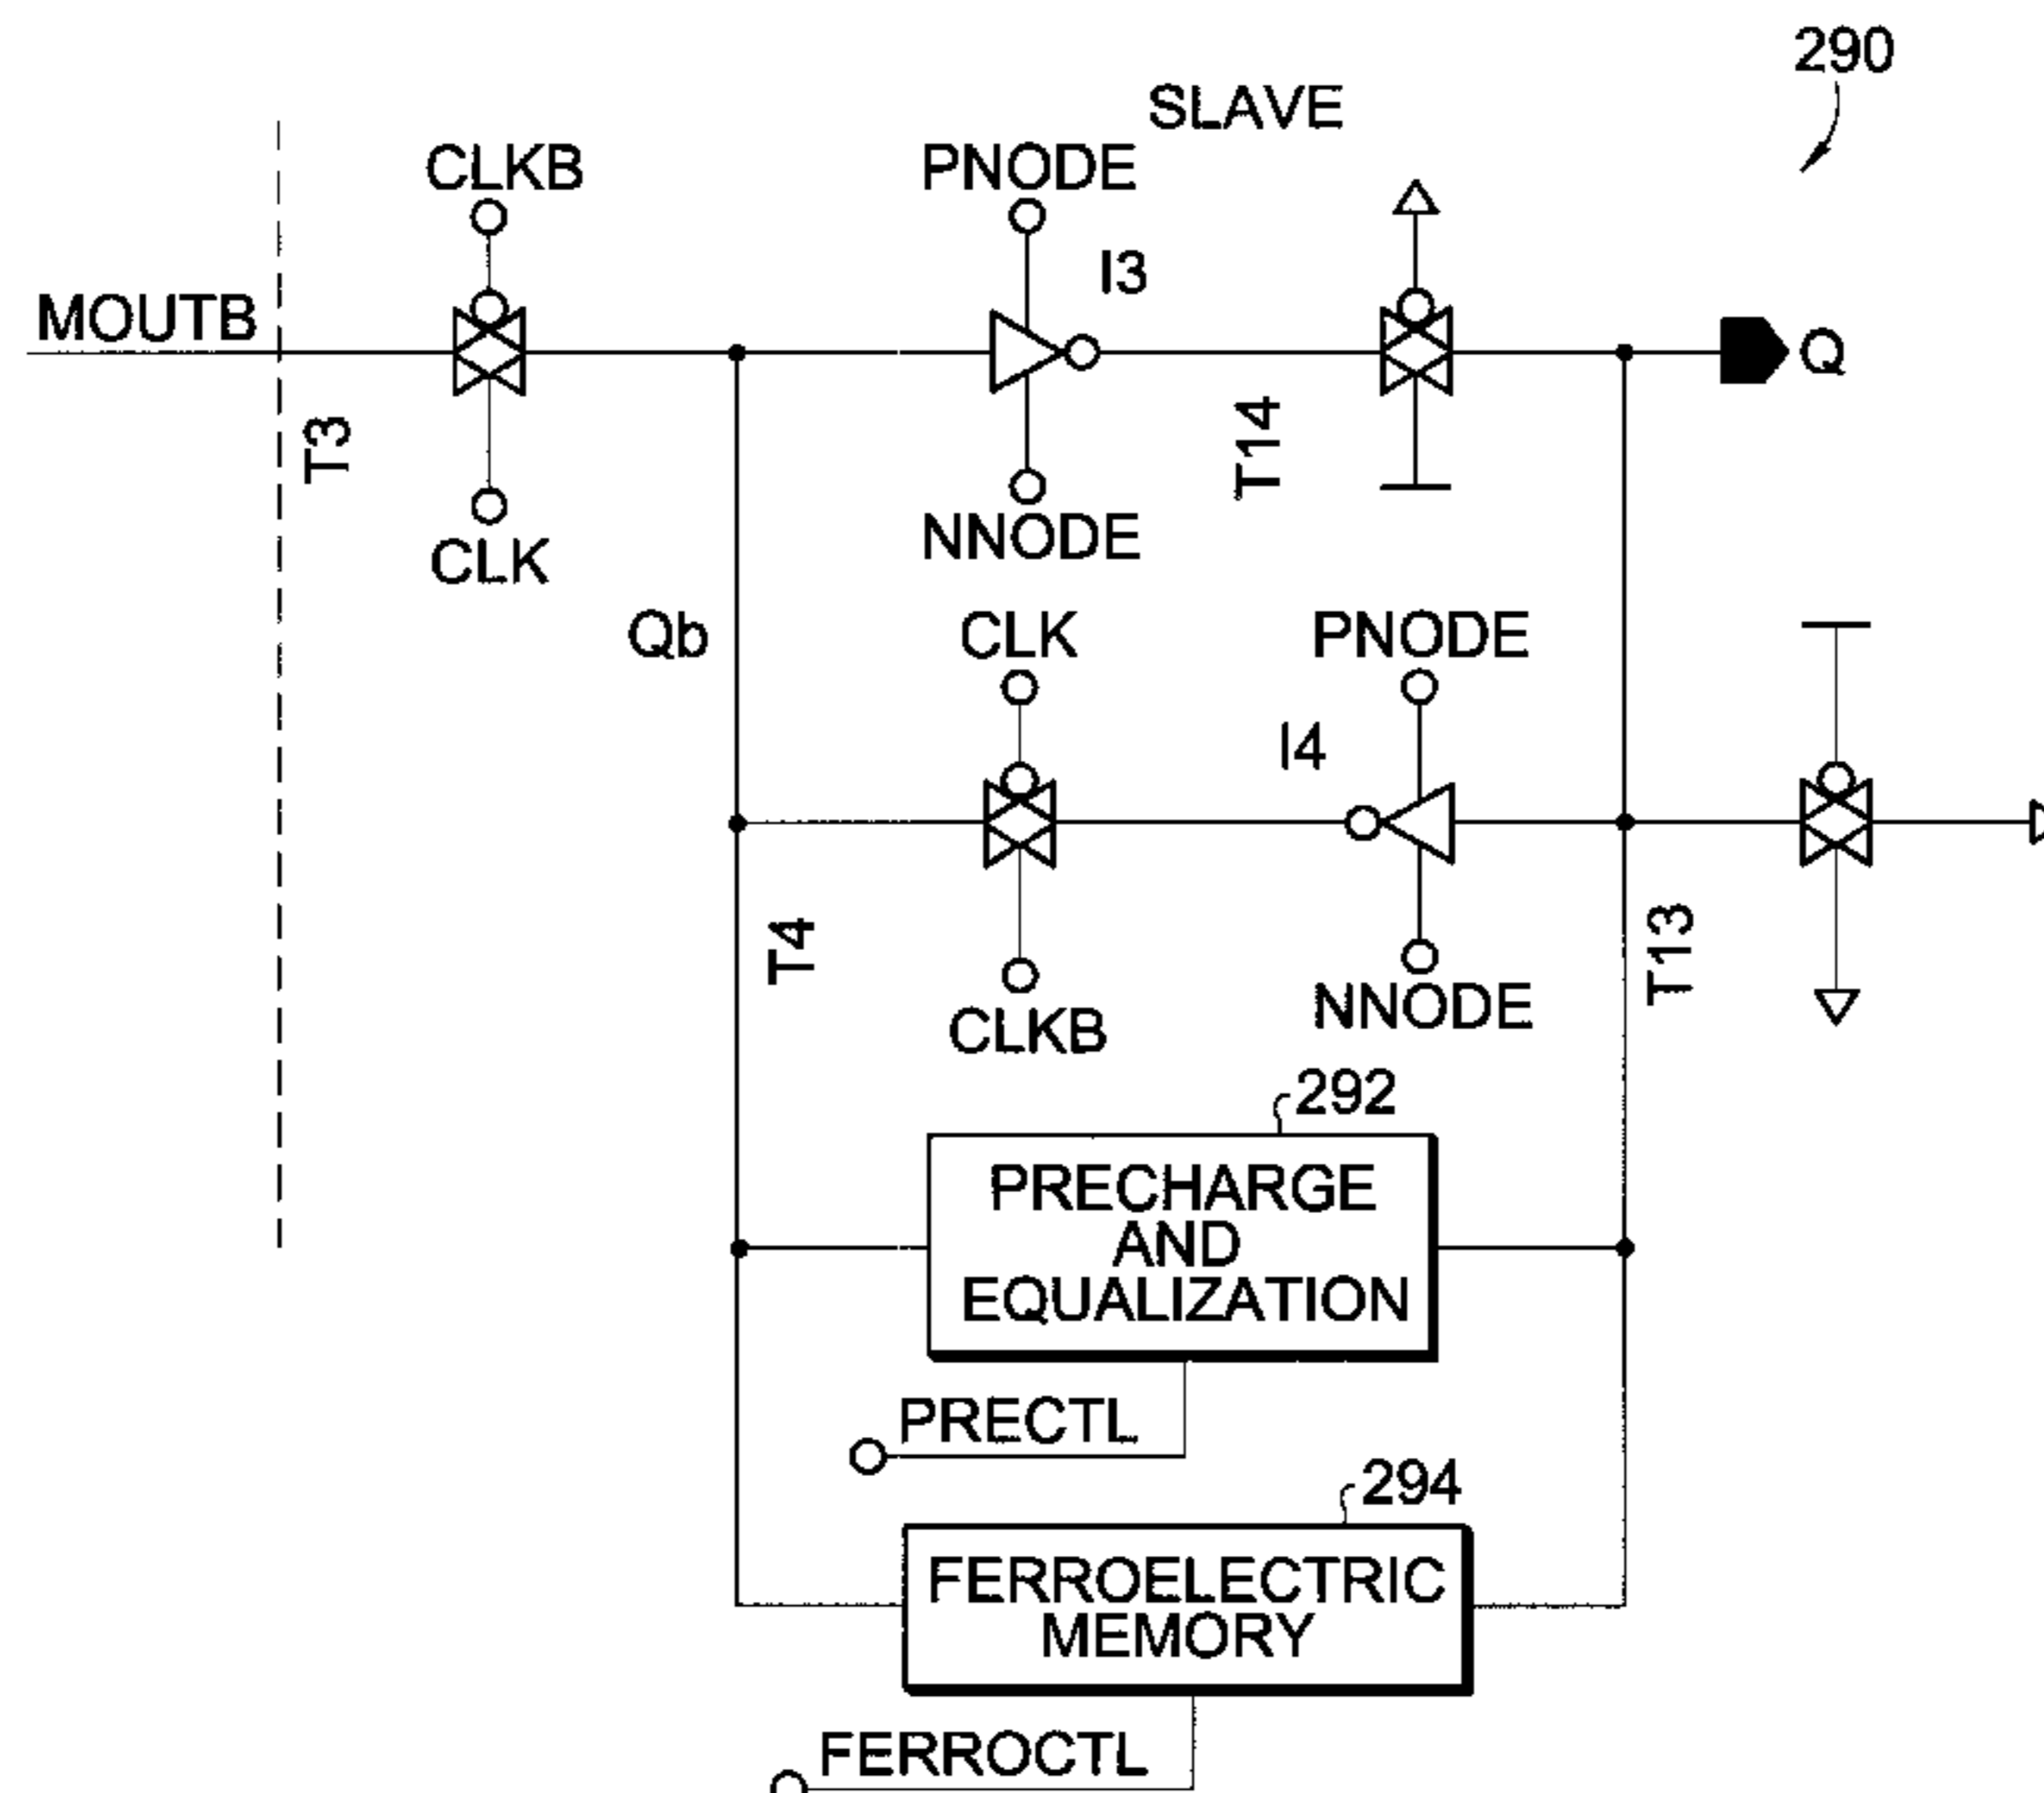 290
SLAVE
CLKB
PNODE
I3
MOUTB
Q
T3
T14
CLK
NNODE
Qb
CLK
PNODE
I4
T4
T13
CLKB
NNODE
292
PRECHARGE
AND
EQUALIZATION
PRECTL
294
FERROELECTRIC
MEMORY
FERROCTL